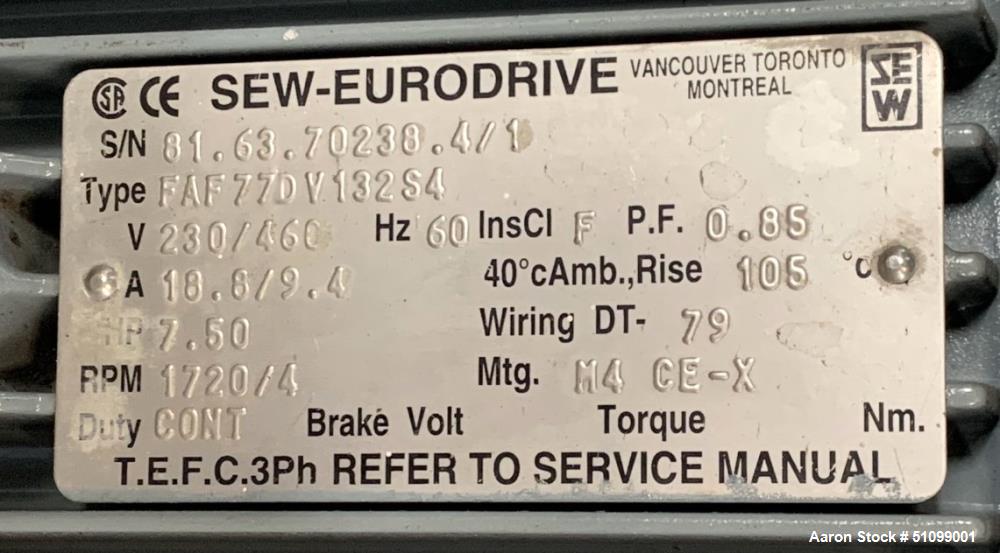 SA CE SEW-EURODRIVE VANCOUVER TORONTO MONTREAL SEW
S/N 81.63.70238.4/1
Type FAF77DV132S4
V 230/460 Hz 60 InsCl F P.F. 0.85
A 18.8/9.4 40°cAmb.,Rise 105 °c
HP 7.50 Wiring DT- 79
RPM 1720/4 Mtg. M4 CE-X
Duty CONT Brake Volt Torque Nm.
T.E.F.C.3Ph REFER TO SERVICE MANUAL
Aaron Stock # 51099001